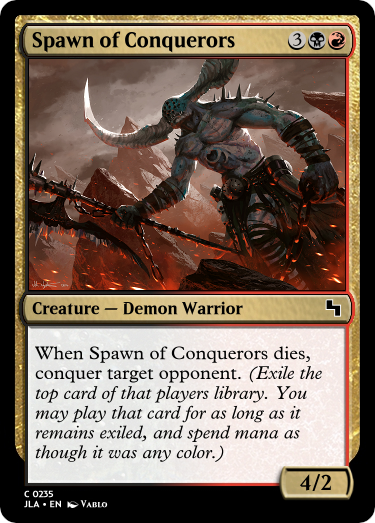 Spawn of Conquerors 3
Creature — Demon Warrior
When Spawn of Conquerors dies,
conquer target opponent. (Exile the
top card of that players library. You
may play that card for as long as it
remains exiled, and spend mana as
though it was any color.)
4/2
C 0235
JLA • EN Vablo